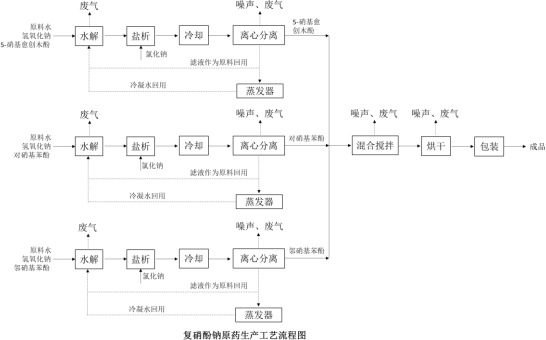 废气
噪声、废气
原料水
氢氧化钠
5-硝基愈创木酚
水解
盐析
冷却
离心分离
5-硝基愈
创木酚
氯化钠
滤液作为原料回用
冷凝水回用
蒸发器
废气
噪声、废气
噪声、废气
噪声、废气
原料水
氢氧化钠
对硝基苯酚
水解
盐析
冷却
离心分离
对硝基苯酚
混合搅拌
烘干
包装
成品
氯化钠
滤液作为原料回用
冷凝水回用
蒸发器
废气
噪声、废气
原料水
氢氧化钠
邻硝基苯酚
水解
盐析
冷却
离心分离
邻硝基苯酚
氯化钠
滤液作为原料回用
冷凝水回用
蒸发器
复硝酚钠原药生产工艺流程图